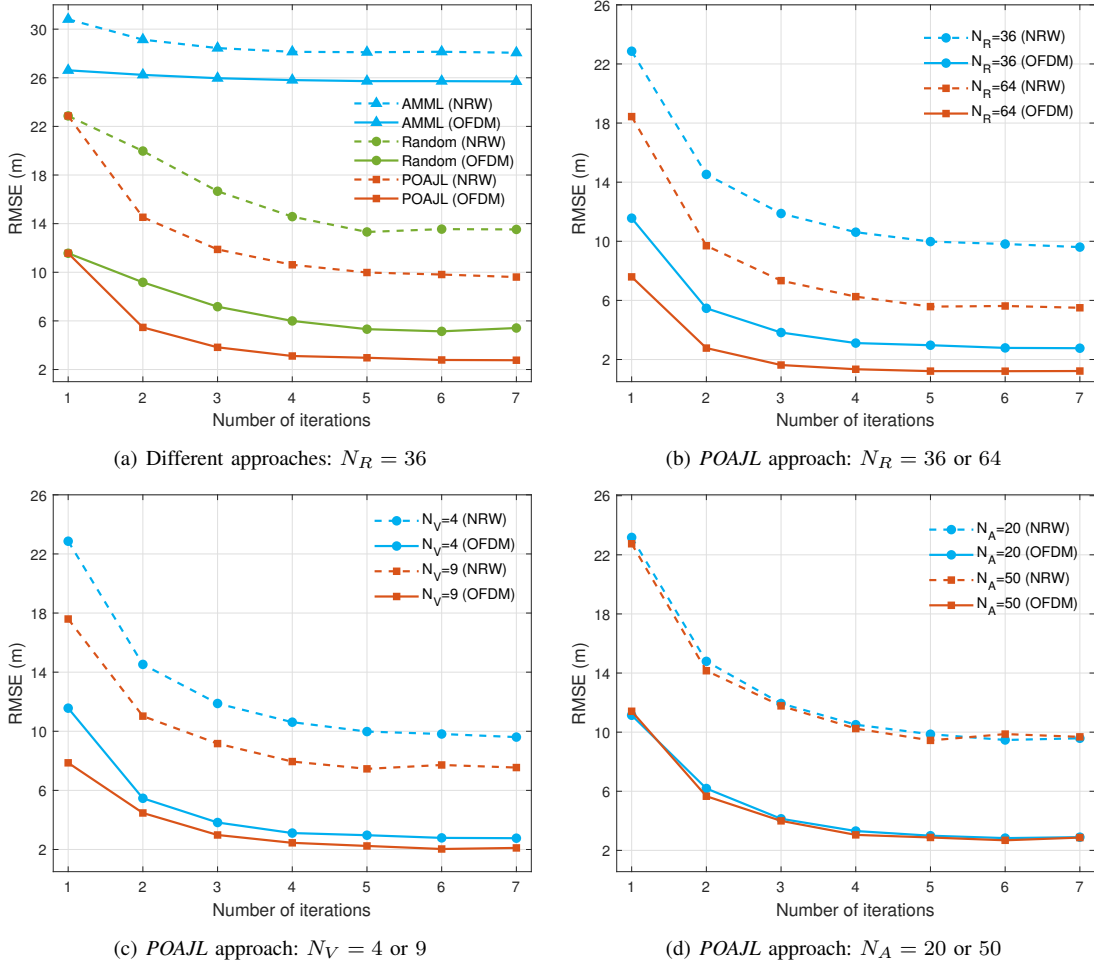 30
26
22
18
14
10
6
2
RMSE (m)
AMML (NRW)
AMML (OFDM)
Random (NRW)
Random (OFDM)
POAJL (NRW)
POAJL (OFDM)
1 2 3 4 5 6 7
Number of iterations
(a) Different approaches: N_R = 36
26
22
18
14
10
6
2
RMSE (m)
N_R=36 (NRW)
N_R=36 (OFDM)
N_R=64 (NRW)
N_R=64 (OFDM)
1 2 3 4 5 6 7
Number of iterations
(b) POAJL approach: N_R = 36 or 64
26
22
18
14
10
6
2
RMSE (m)
N_V=4 (NRW)
N_V=4 (OFDM)
N_V=9 (NRW)
N_V=9 (OFDM)
1 2 3 4 5 6 7
Number of iterations
(c) POAJL approach: N_V = 4 or 9
26
22
18
14
10
6
2
RMSE (m)
N_A=20 (NRW)
N_A=20 (OFDM)
N_A=50 (NRW)
N_A=50 (OFDM)
1 2 3 4 5 6 7
Number of iterations
(d) POAJL approach: N_A = 20 or 50